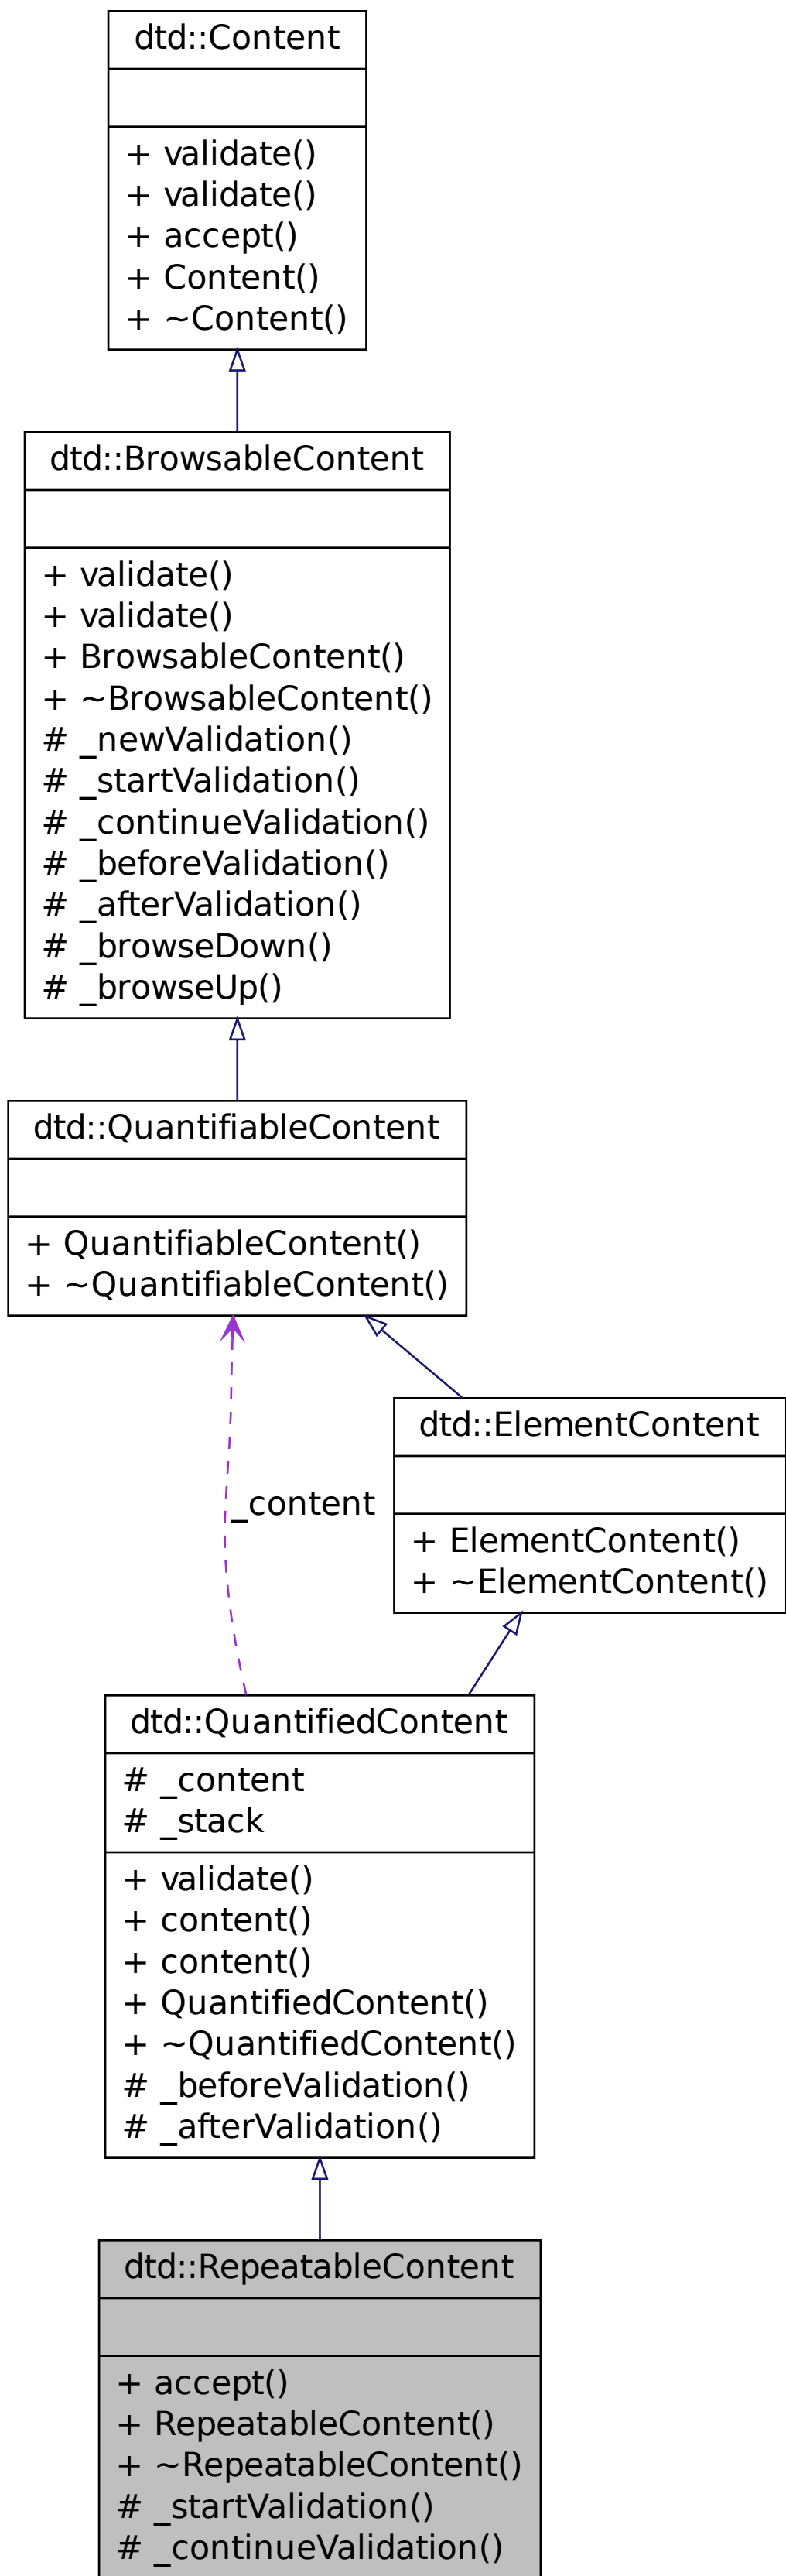 dtd::Content
+ validate()
+ validate()
+ accept()
+ Content()
+ ~Content()
dtd::BrowsableContent
+ validate()
+ validate()
+ BrowsableContent()
+ ~BrowsableContent()
# _newValidation()
# _startValidation()
# _continueValidation()
# _beforeValidation()
# _afterValidation()
# _browseDown()
# _browseUp()
dtd::QuantifiableContent
+ QuantifiableContent()
+ ~QuantifiableContent()
dtd::ElementContent
+ ElementContent()
+ ~ElementContent()
_content
dtd::QuantifiedContent
# _content
# _stack
+ validate()
+ content()
+ content()
+ QuantifiedContent()
+ ~QuantifiedContent()
# _beforeValidation()
# _afterValidation()
dtd::RepeatableContent
+ accept()
+ RepeatableContent()
+ ~RepeatableContent()
# _startValidation()
# _continueValidation()